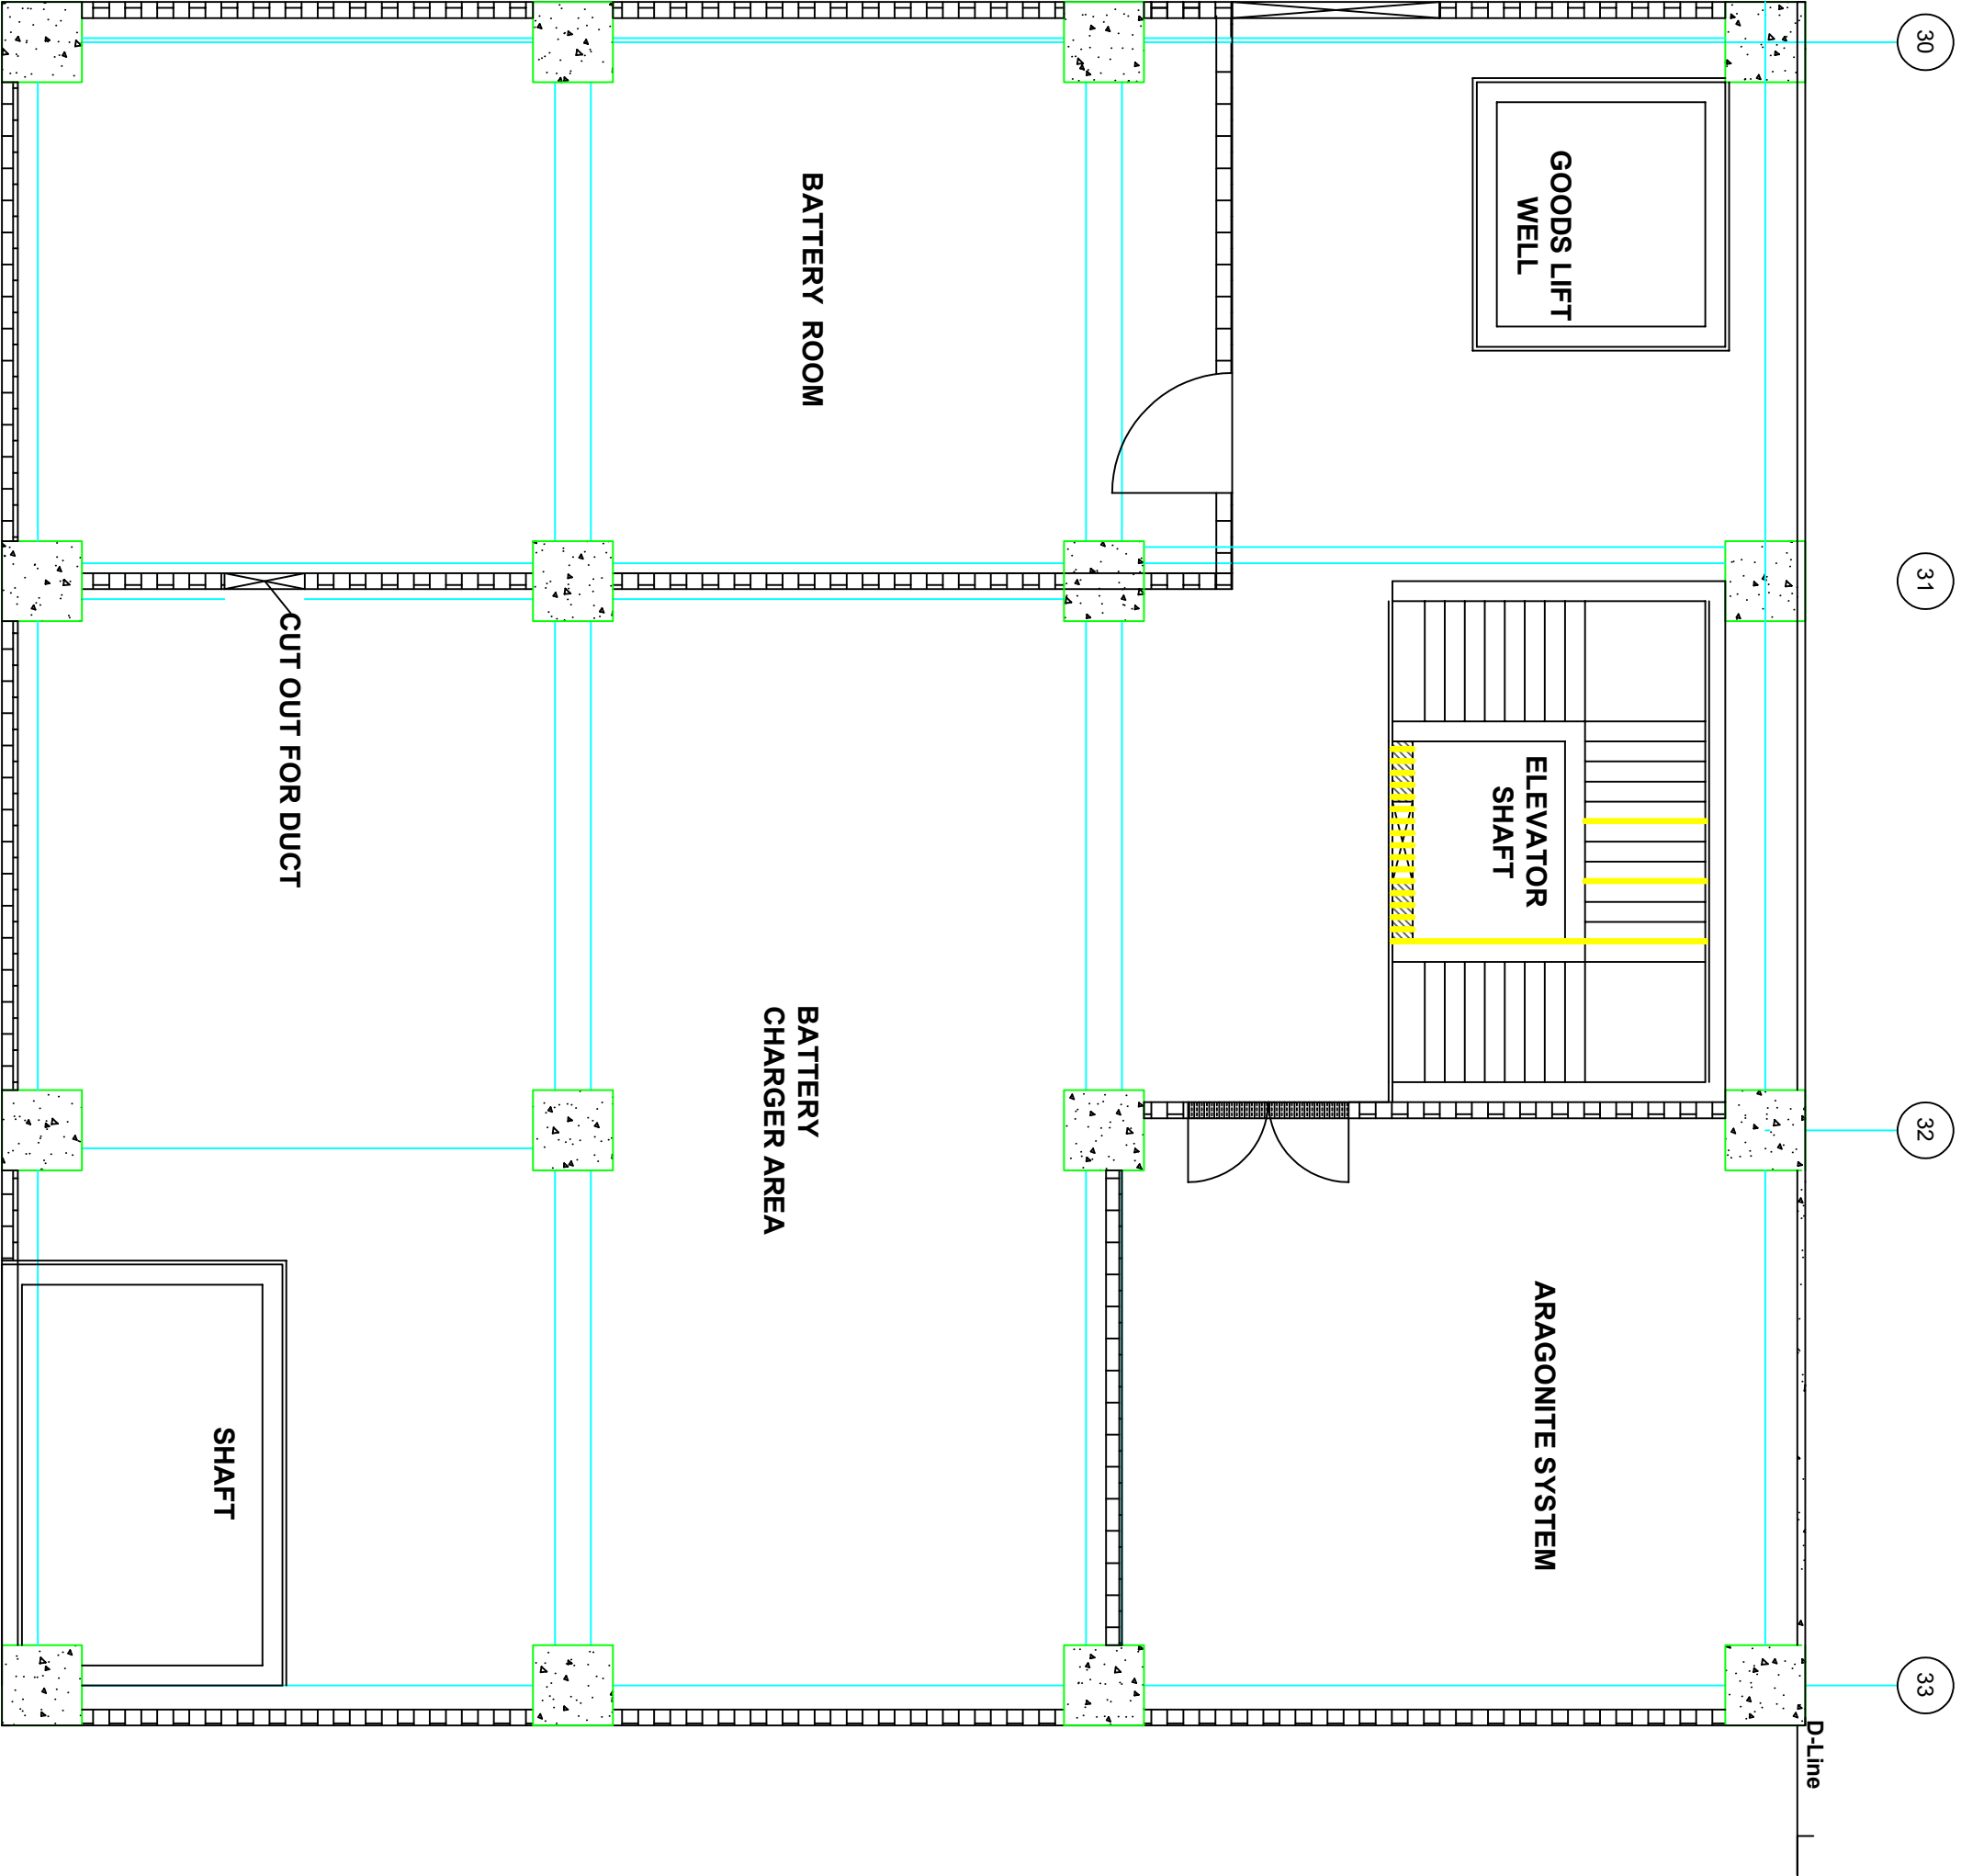 30
31
32
33
GOODS LIFT
WELL
BATTERY ROOM
ELEVATOR
SHAFT
CUT OUT FOR DUCT
BATTERY
CHARGER AREA
ARAGONITE SYSTEM
SHAFT
D-Line